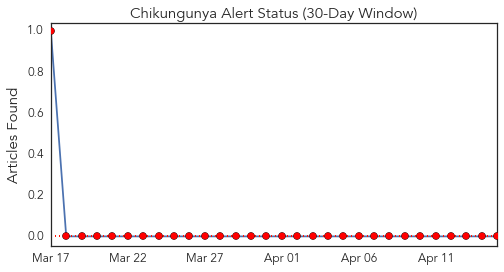 Chikungunya Alert Status (30-Day Window)
Articles Found
1.0
0.8
0.6
0.4
0.2
0.0
Mar 17 Mar 22 Mar 27 Apr 01 Apr 06 Apr 11